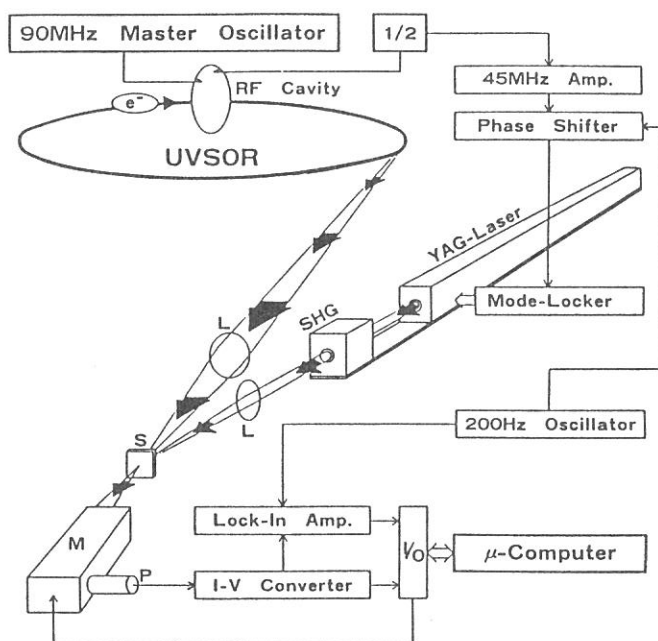 90MHz Master Oscillator
1/2
RF Cavity
e-
45MHz Amp.
Phase Shifter
UVSOR
YAG-Laser
Mode-Locker
SHG
L
L
200Hz Oscillator
S
Lock-In Amp.
M
I/O
μ-Computer
P
I-V Converter